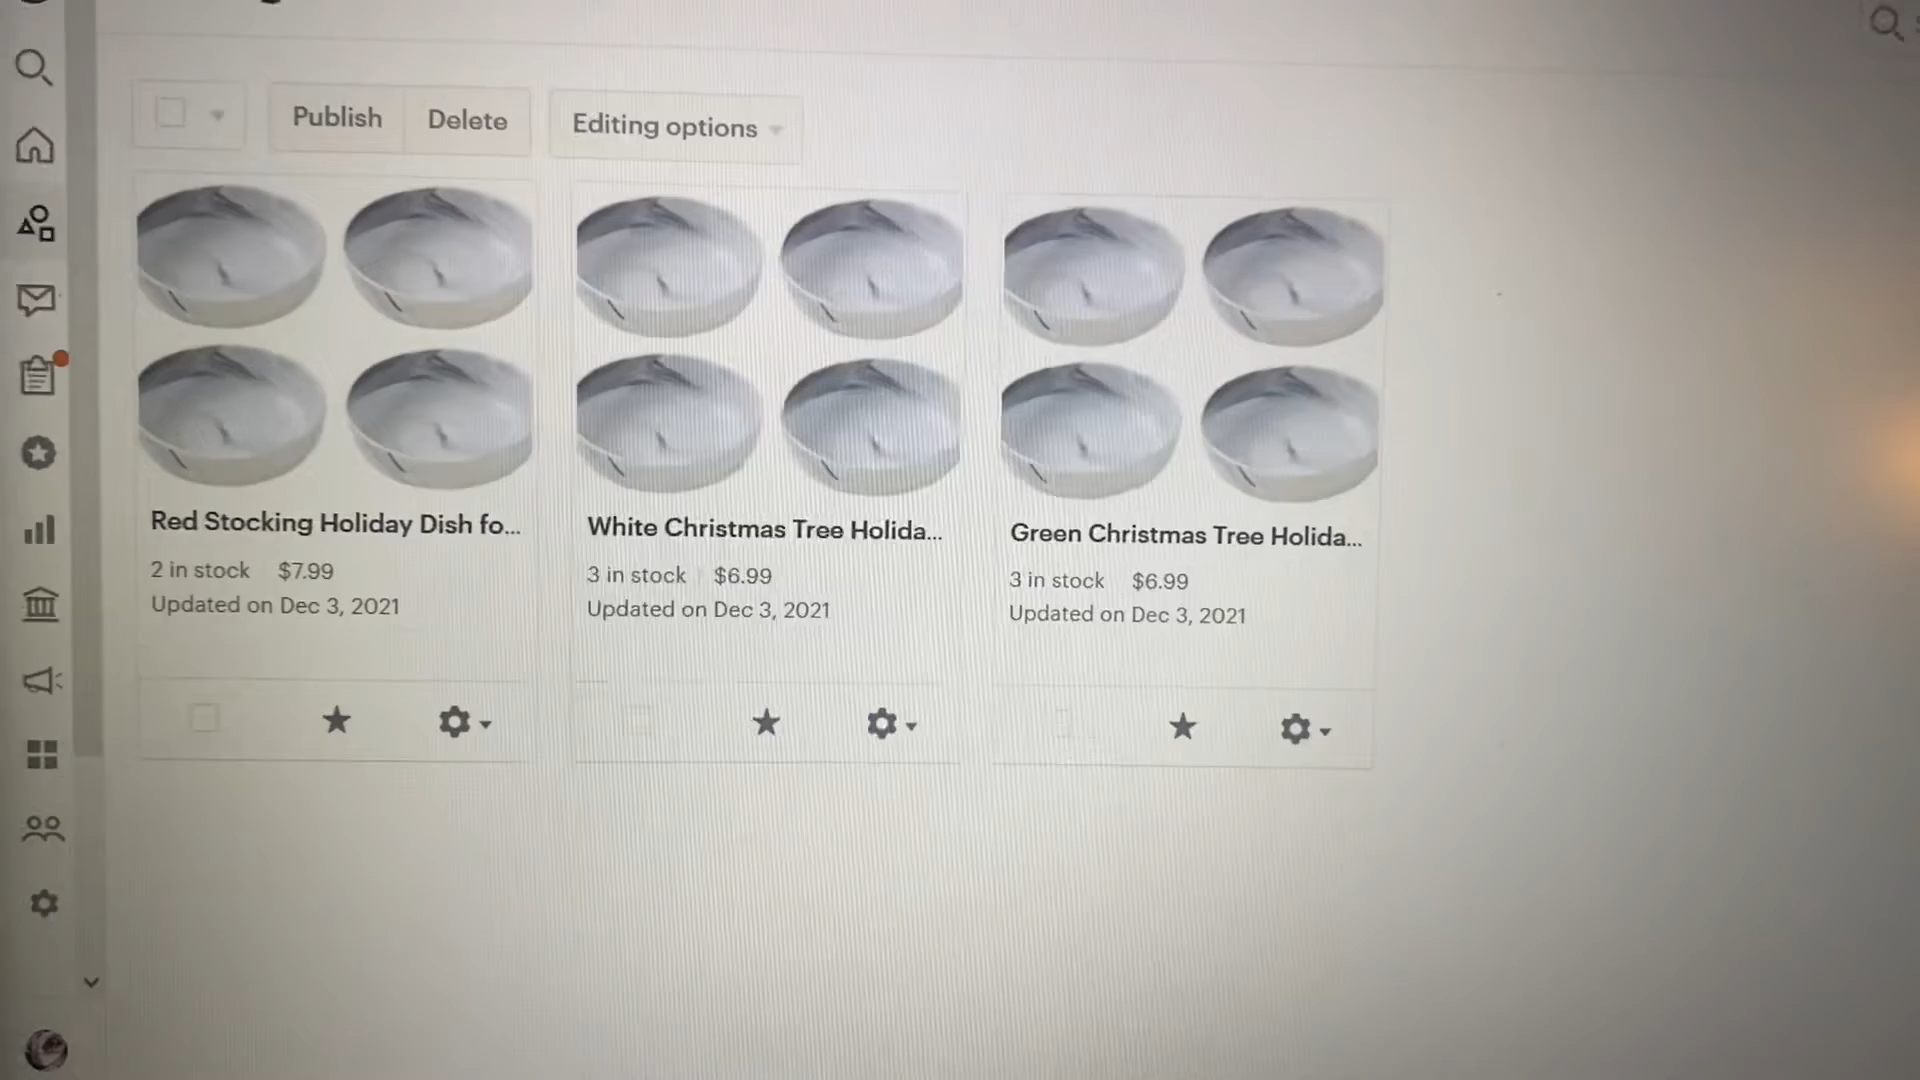 Publish
Delete
Editing options
Red Stocking Holiday Dish fo...
2 in stock $7.99
Updated on Dec 3, 2021
White Christmas Tree Holida...
3 in stock $6.99
Updated on Dec 3, 2021
Green Christmas Tree Holida...
3 in stock $6.99
Updated on Dec 3, 2021